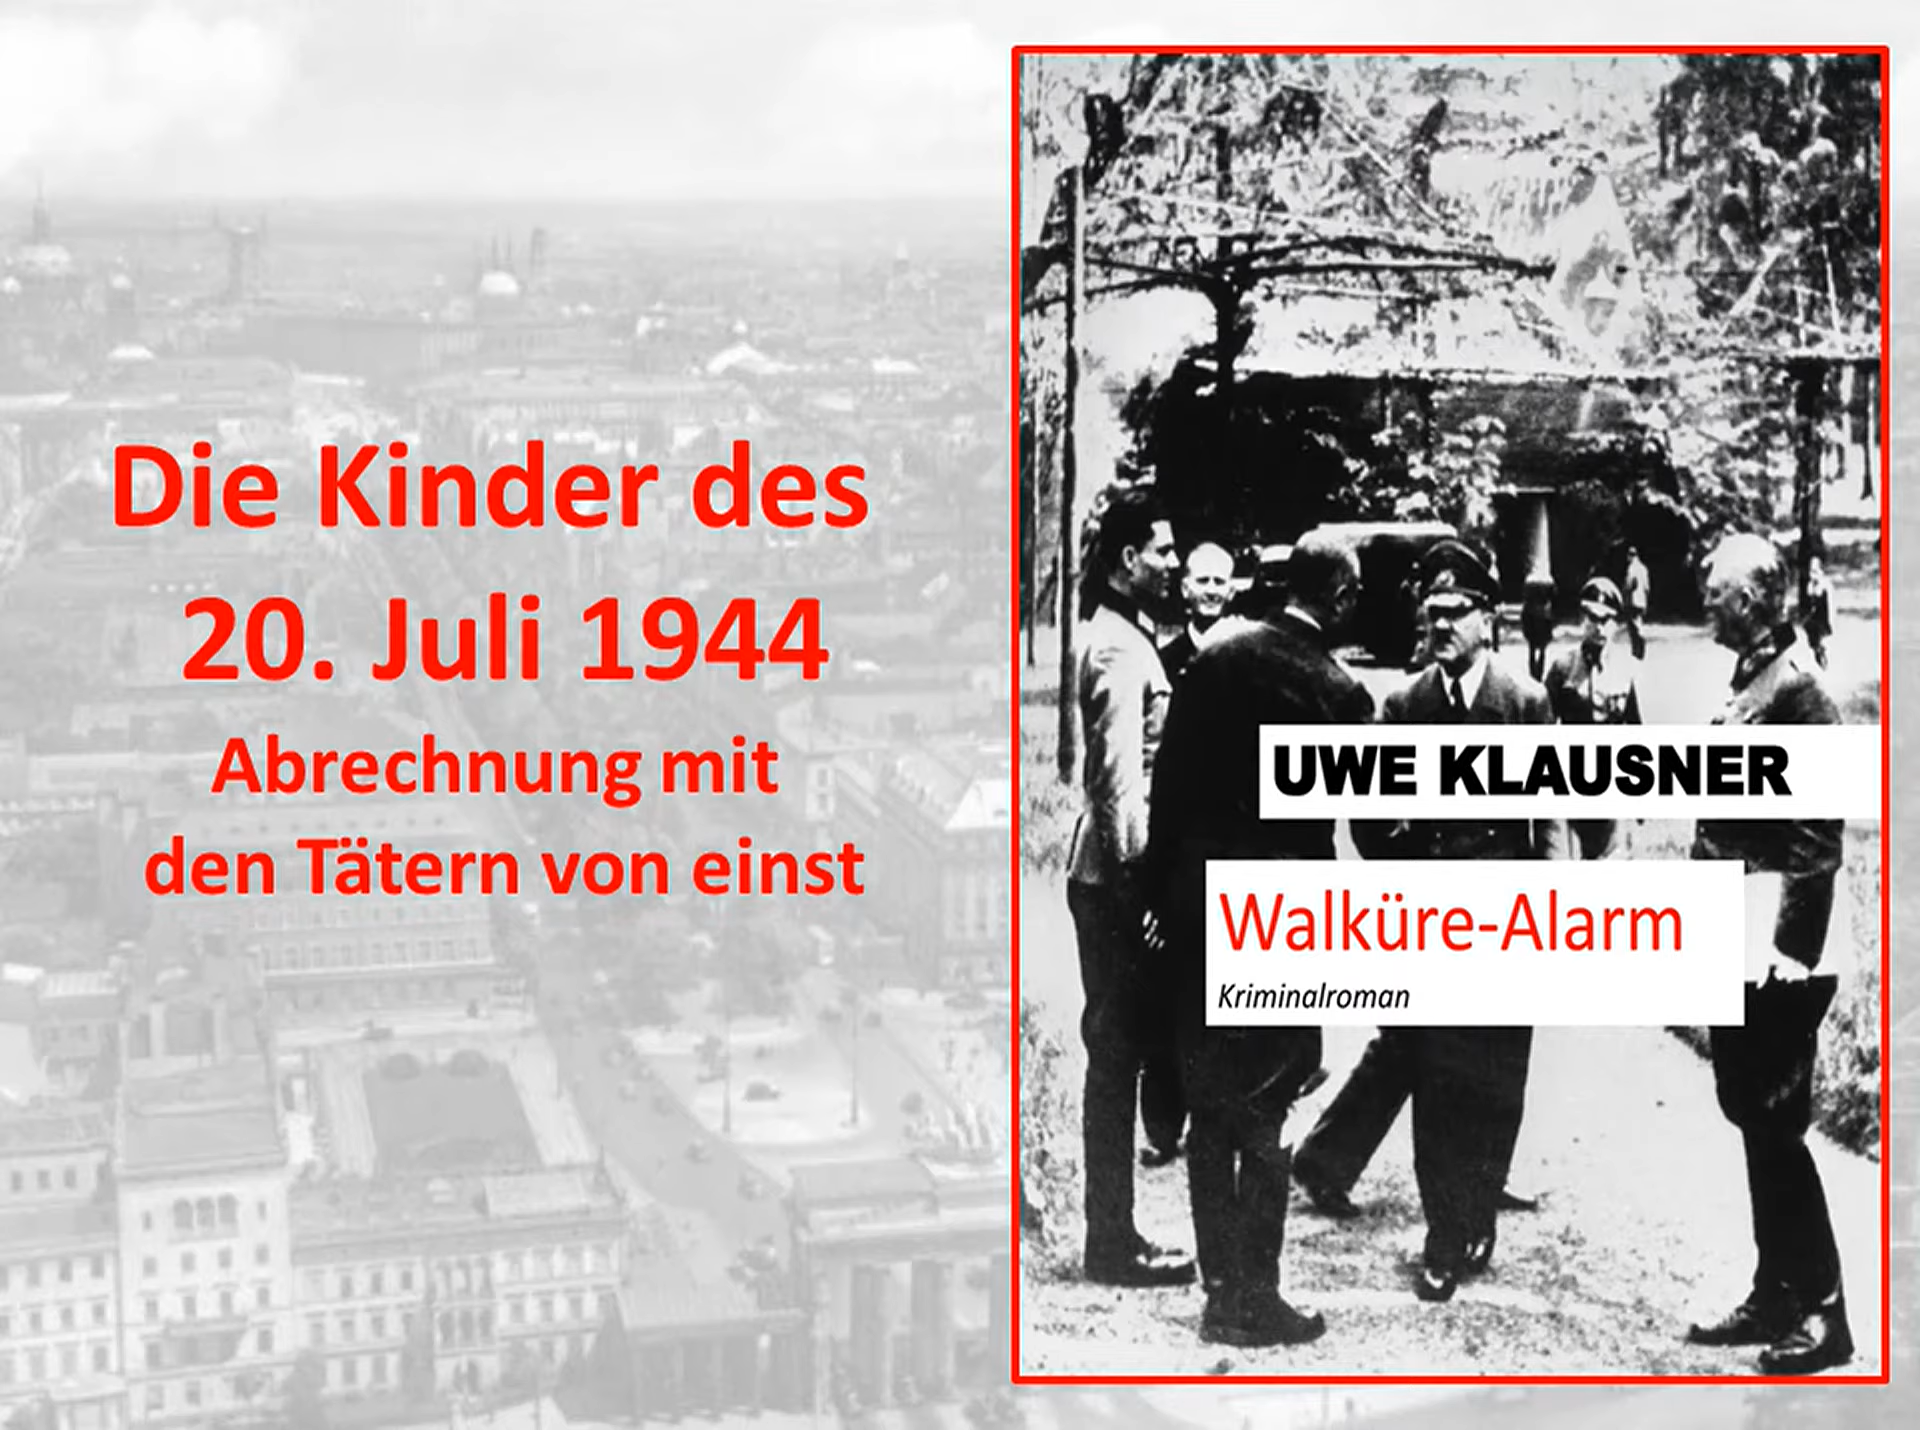 Die Kinder des
20. Juli 1944
Abrechnung mit
den Tätern von einst
UWE KLAUSNER
Walküre-Alarm
Kriminalroman